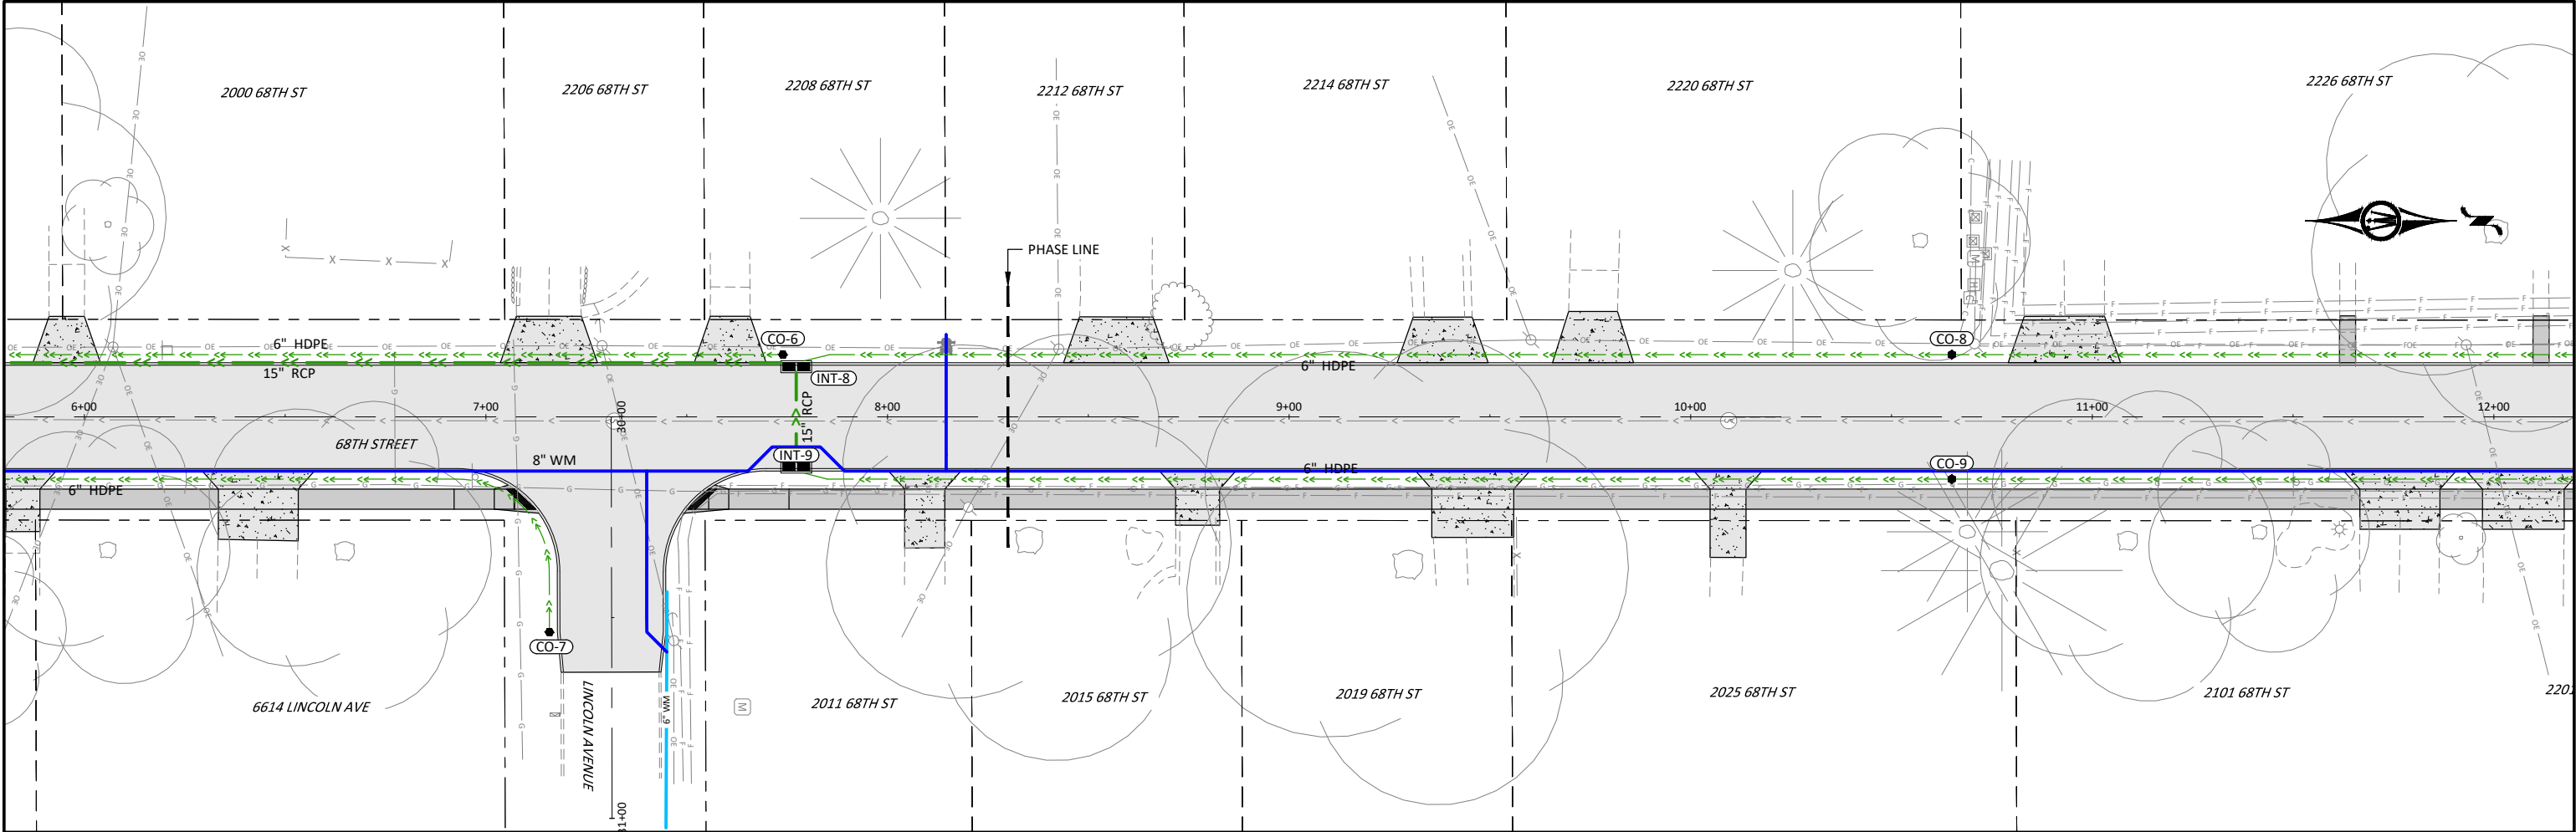 2000 68TH ST
2206 68TH ST
2208 68TH ST
2212 68TH ST
2214 68TH ST
2220 68TH ST
2226 68TH ST
PHASE LINE
N
6" HDPE
CO-6
CO-8
15" RCP
INT-8
6" HDPE
6+00
7+00
30+00
15" RCP
8+00
9+00
10+00
11+00
12+00
68TH STREET
8" WM
INT-9
6" HDPE
CO-9
6" HDPE
CO-7
6614 LINCOLN AVE
LINCOLN AVENUE
6" WM
M
2011 68TH ST
2015 68TH ST
2019 68TH ST
2025 68TH ST
2101 68TH ST
2201
31+00